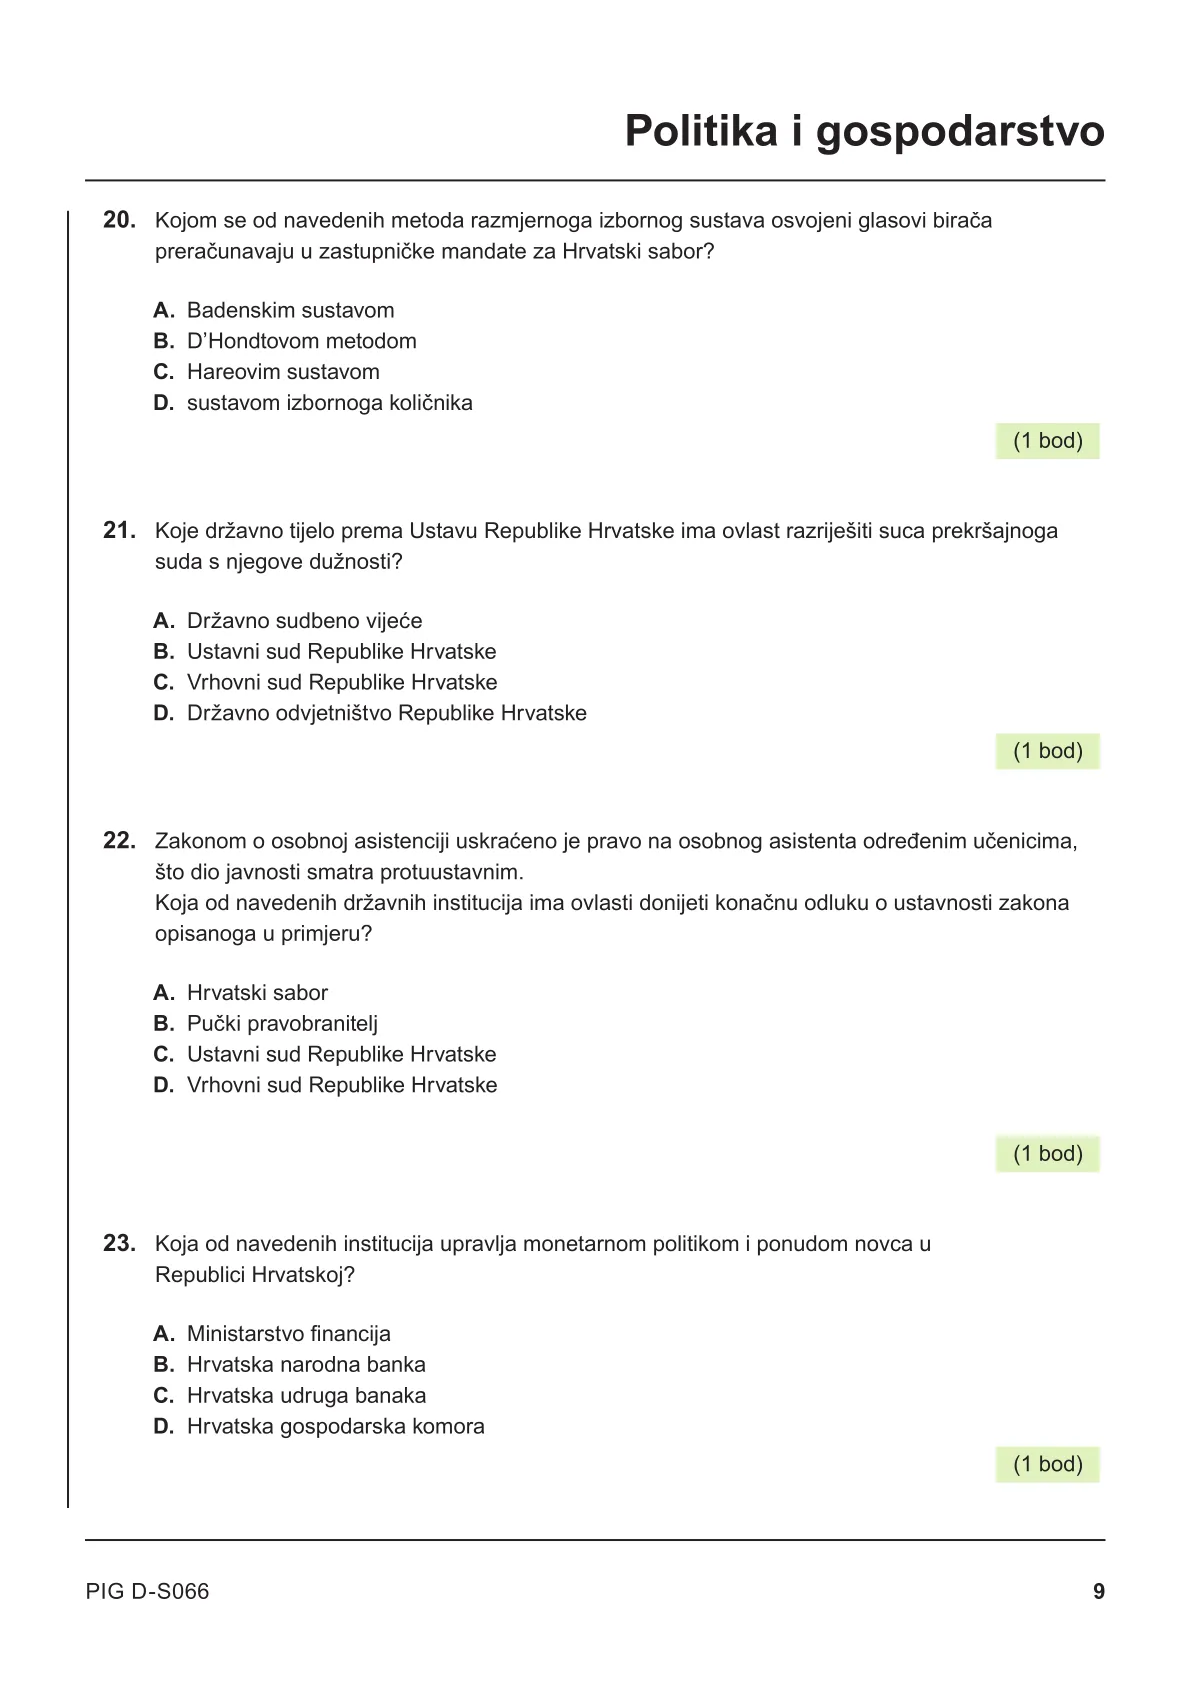 Politika i gospodarstvo
20. Kojom se od navedenih metoda razmjernoga izbornog sustava osvojeni glasovi birača
preračunavaju u zastupničke mandate za Hrvatski sabor?
A. Badenskim sustavom
B. D’Hondtovom metodom
C. Hareovim sustavom
D. sustavom izbornoga količnika
(1 bod)
21. Koje državno tijelo prema Ustavu Republike Hrvatske ima ovlast razriješiti suca prekršajnoga
suda s njegove dužnosti?
A. Državno sudbeno vijeće
B. Ustavni sud Republike Hrvatske
C. Vrhovni sud Republike Hrvatske
D. Državno odvjetništvo Republike Hrvatske
(1 bod)
22. Zakonom o osobnoj asistenciji uskraćeno je pravo na osobnog asistenta određenim učenicima,
što dio javnosti smatra protuustavnim.
Koja od navedenih državnih institucija ima ovlasti donijeti konačnu odluku o ustavnosti zakona
opisanoga u primjeru?
A. Hrvatski sabor
B. Pučki pravobranitelj
C. Ustavni sud Republike Hrvatske
D. Vrhovni sud Republike Hrvatske
(1 bod)
23. Koja od navedenih institucija upravlja monetarnom politikom i ponudom novca u
Republici Hrvatskoj?
A. Ministarstvo financija
B. Hrvatska narodna banka
C. Hrvatska udruga banaka
D. Hrvatska gospodarska komora
(1 bod)
PIG D-S066
9